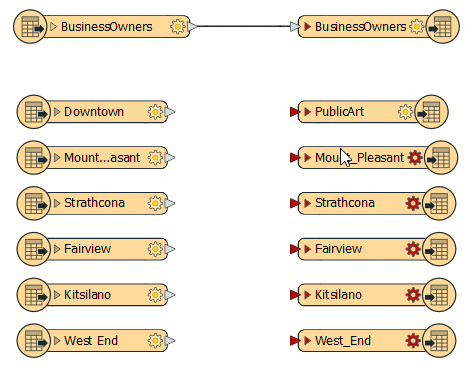 BusinessOwners BusinessOwners
Downtown PublicArt
Mount...asant Mount_Pleasant
Strathcona Strathcona
Fairview Fairview
Kitsilano Kitsilano
West End West_End